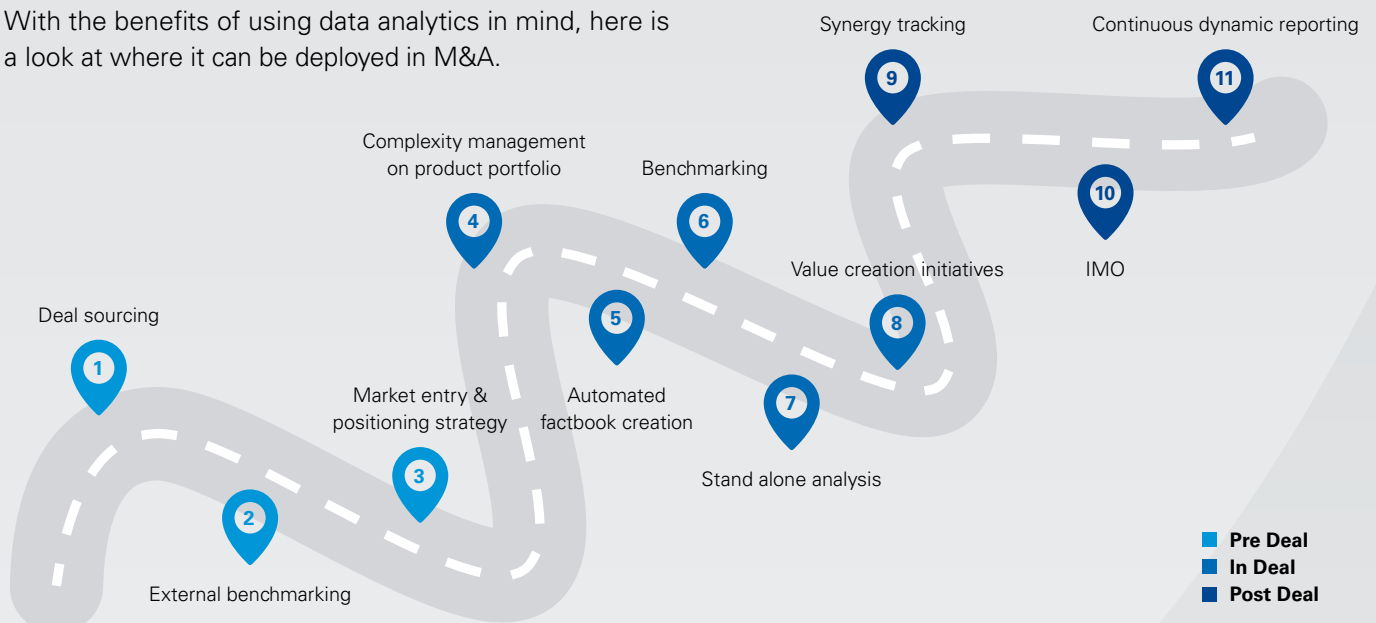 With the benefits of using data analytics in mind, here is
a look at where it can be deployed in M&A.
1
Deal sourcing
2
External benchmarking
3
Market entry &
positioning strategy
4
Complexity management
on product portfolio
5
Automated
factbook creation
6
Benchmarking
7
Stand alone analysis
8
Value creation initiatives
9
Synergy tracking
10
IMO
11
Continuous dynamic reporting
Pre Deal
In Deal
Post Deal